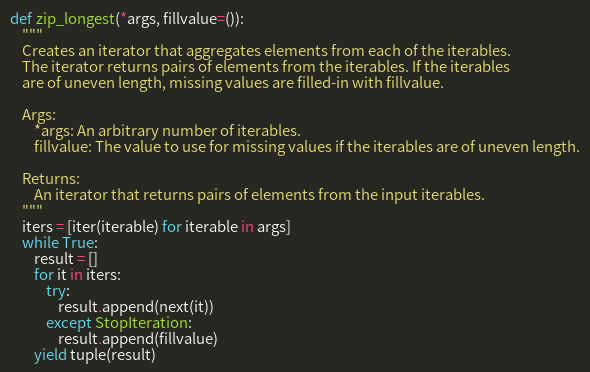 def zip_longest(*args, fillvalue=()):
    """
    Creates an iterator that aggregates elements from each of the iterables.
    The iterator returns pairs of elements from the iterables. If the iterables
    are of uneven length, missing values are filled-in with fillvalue.

    Args:
        *args: An arbitrary number of iterables.
        fillvalue: The value to use for missing values if the iterables are of uneven length.

    Returns:
        An iterator that returns pairs of elements from the input iterables.
    """
    iters = [iter(iterable) for iterable in args]
    while True:
        result = []
        for it in iters:
            try:
                result.append(next(it))
            except StopIteration:
                result.append(fillvalue)
        yield tuple(result)